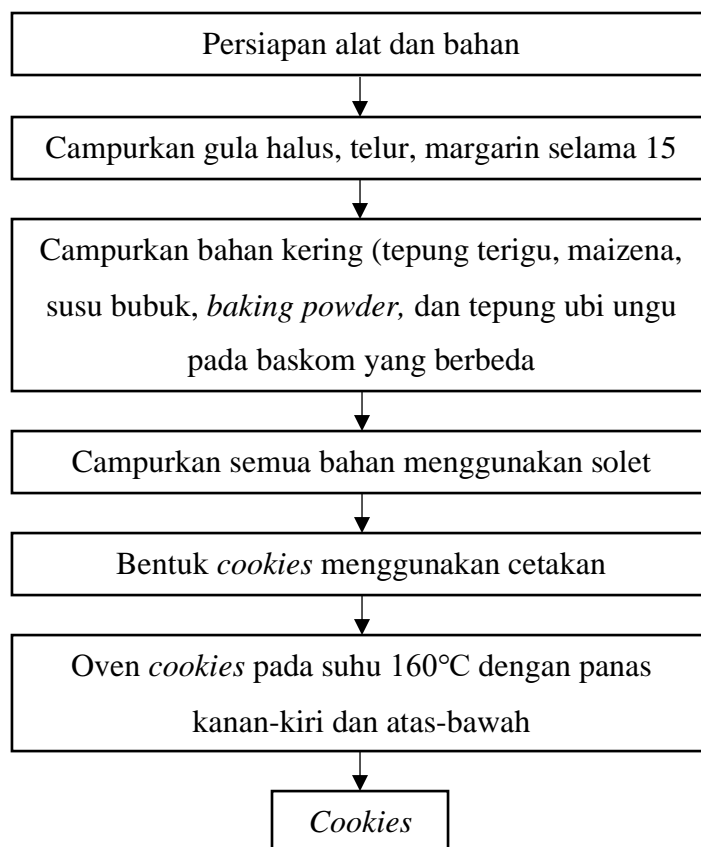 Persiapan alat dan bahan
Campurkan gula halus, telur, margarin selama 15
Campurkan bahan kering (tepung terigu, maizena,
susu bubuk, baking powder, dan tepung ubi ungu
pada baskom yang berbeda
Campurkan semua bahan menggunakan solet
Bentuk cookies menggunakan cetakan
Oven cookies pada suhu 160°C dengan panas
kanan-kiri dan atas-bawah
Cookies